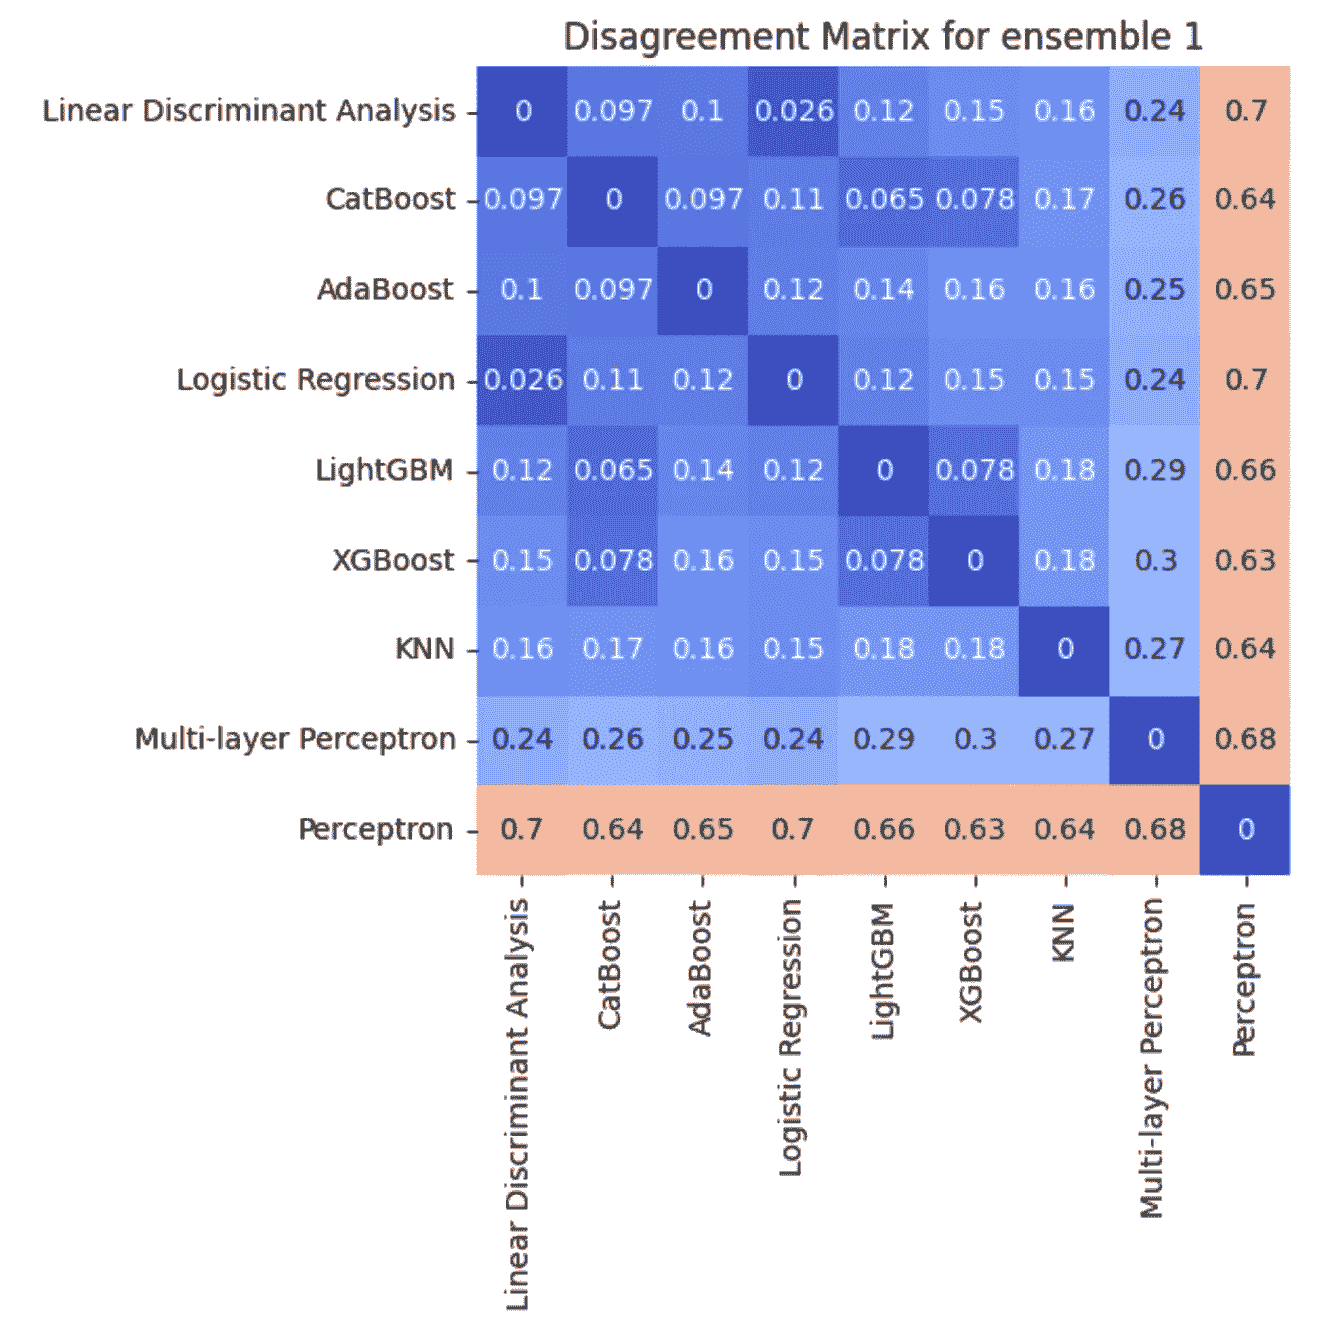 Disagreement Matrix for ensemble 1
Linear Discriminant Analysis 0 0.097 0.1 0.026 0.12 0.15 0.16 0.24 0.7
CatBoost 0.097 0 0.097 0.11 0.065 0.078 0.17 0.26 0.64
AdaBoost 0.1 0.097 0 0.12 0.14 0.16 0.16 0.25 0.65
Logistic Regression 0.026 0.11 0.12 0 0.12 0.15 0.15 0.24 0.7
LightGBM 0.12 0.065 0.14 0.12 0 0.078 0.18 0.29 0.66
XGBoost 0.15 0.078 0.16 0.15 0.078 0 0.18 0.3 0.63
KNN 0.16 0.17 0.16 0.15 0.18 0.18 0 0.27 0.64
Multi-layer Perceptron 0.24 0.26 0.25 0.24 0.29 0.3 0.27 0 0.68
Perceptron 0.7 0.64 0.65 0.7 0.66 0.63 0.64 0.68 0
Linear Discriminant Analysis
CatBoost
AdaBoost
Logistic Regression
LightGBM
XGBoost
KNN
Multi-layer Perceptron
Perceptron